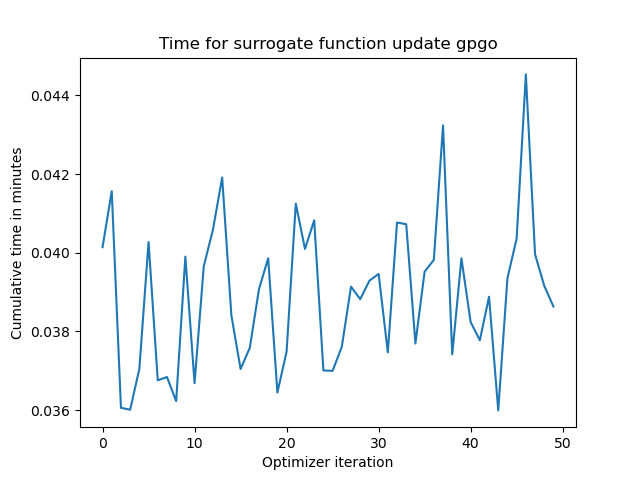 Time for surrogate function update gpgo
Cumulative time in minutes
0.044
0.042
0.040
0.038
0.036
0 10 20 30 40 50
Optimizer iteration